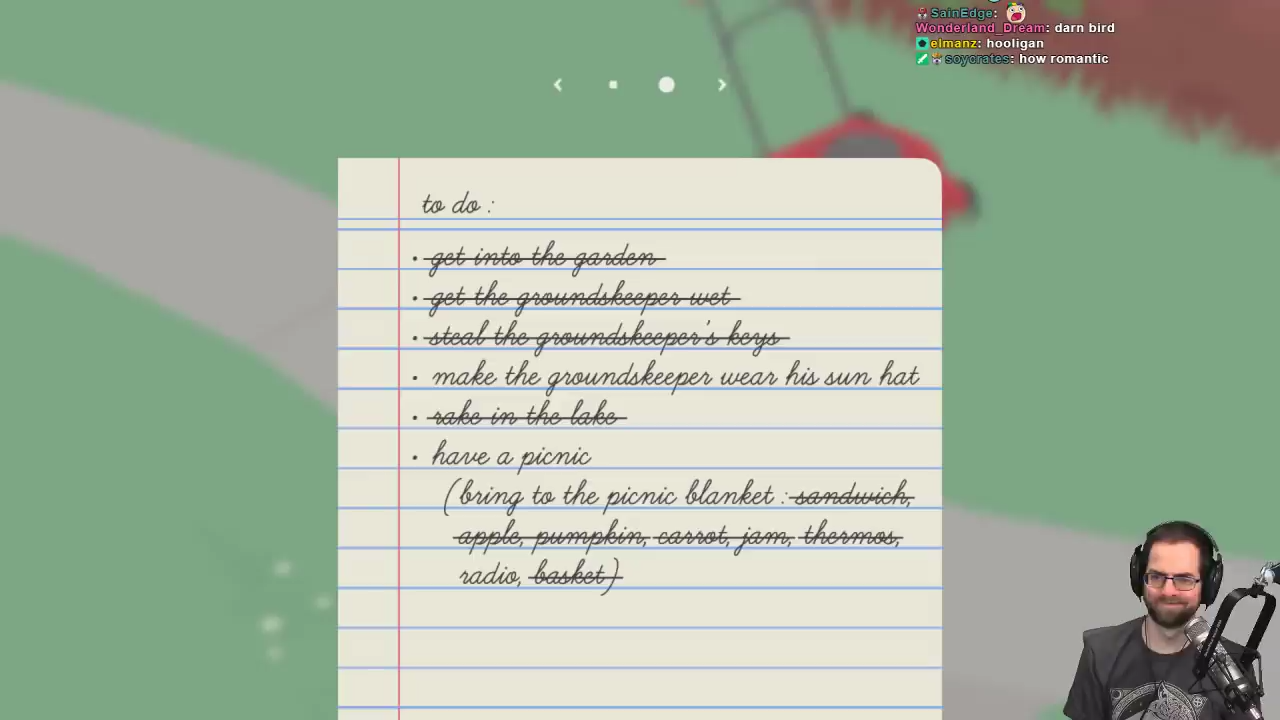 SainEdge:
Wonderland_Dream: darn bird
elmanz: hooligan
soycrates: how romantic
to do :
• get into the garden
• get the groundskeeper wet
• steal the groundskeeper's keys
• make the groundskeeper wear his sun hat
• rake in the lake
• have a picnic
(bring to the picnic blanket : sandwich,
apple, pumpkin, carrot, jam, thermos,
radio, basket)